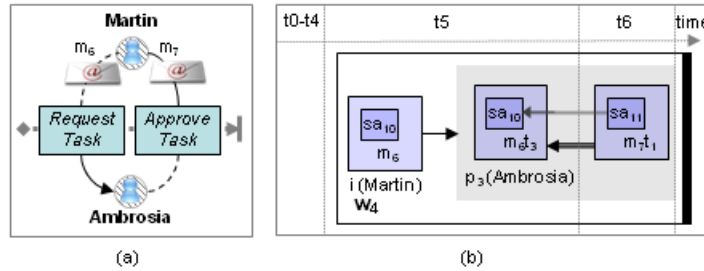 Martin
m₆ m₇
@ @
Request Task
Approve Task
Ambrosia
(a)
t0-t4 t5 t6 time
sa₁₀
m₆
i (Martin)
W₄
sa₁₀
m₆t₃
p₃(Ambrosia)
sa₁₁
m₇t₁
(b)